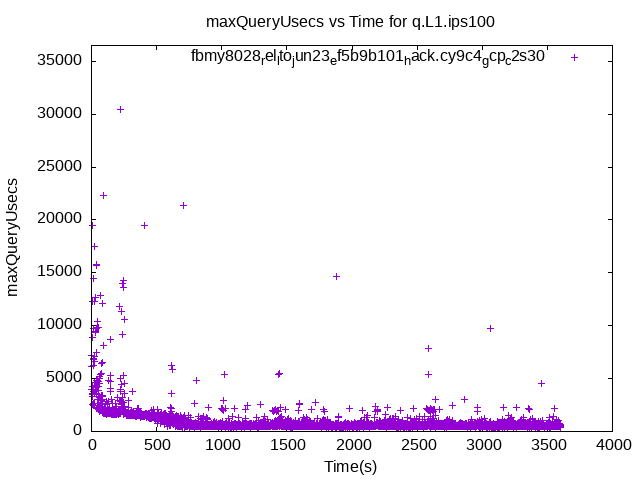 maxQueryUsecs vs Time for q.L1.ips100
fbmy8028relltojun23ef5b9b101hack.cy9c4gcpc2s30
35000
30000
25000
20000
15000
10000
5000
0
maxQueryUsecs
0 500 1000 1500 2000 2500 3000 3500 4000
Time(s)